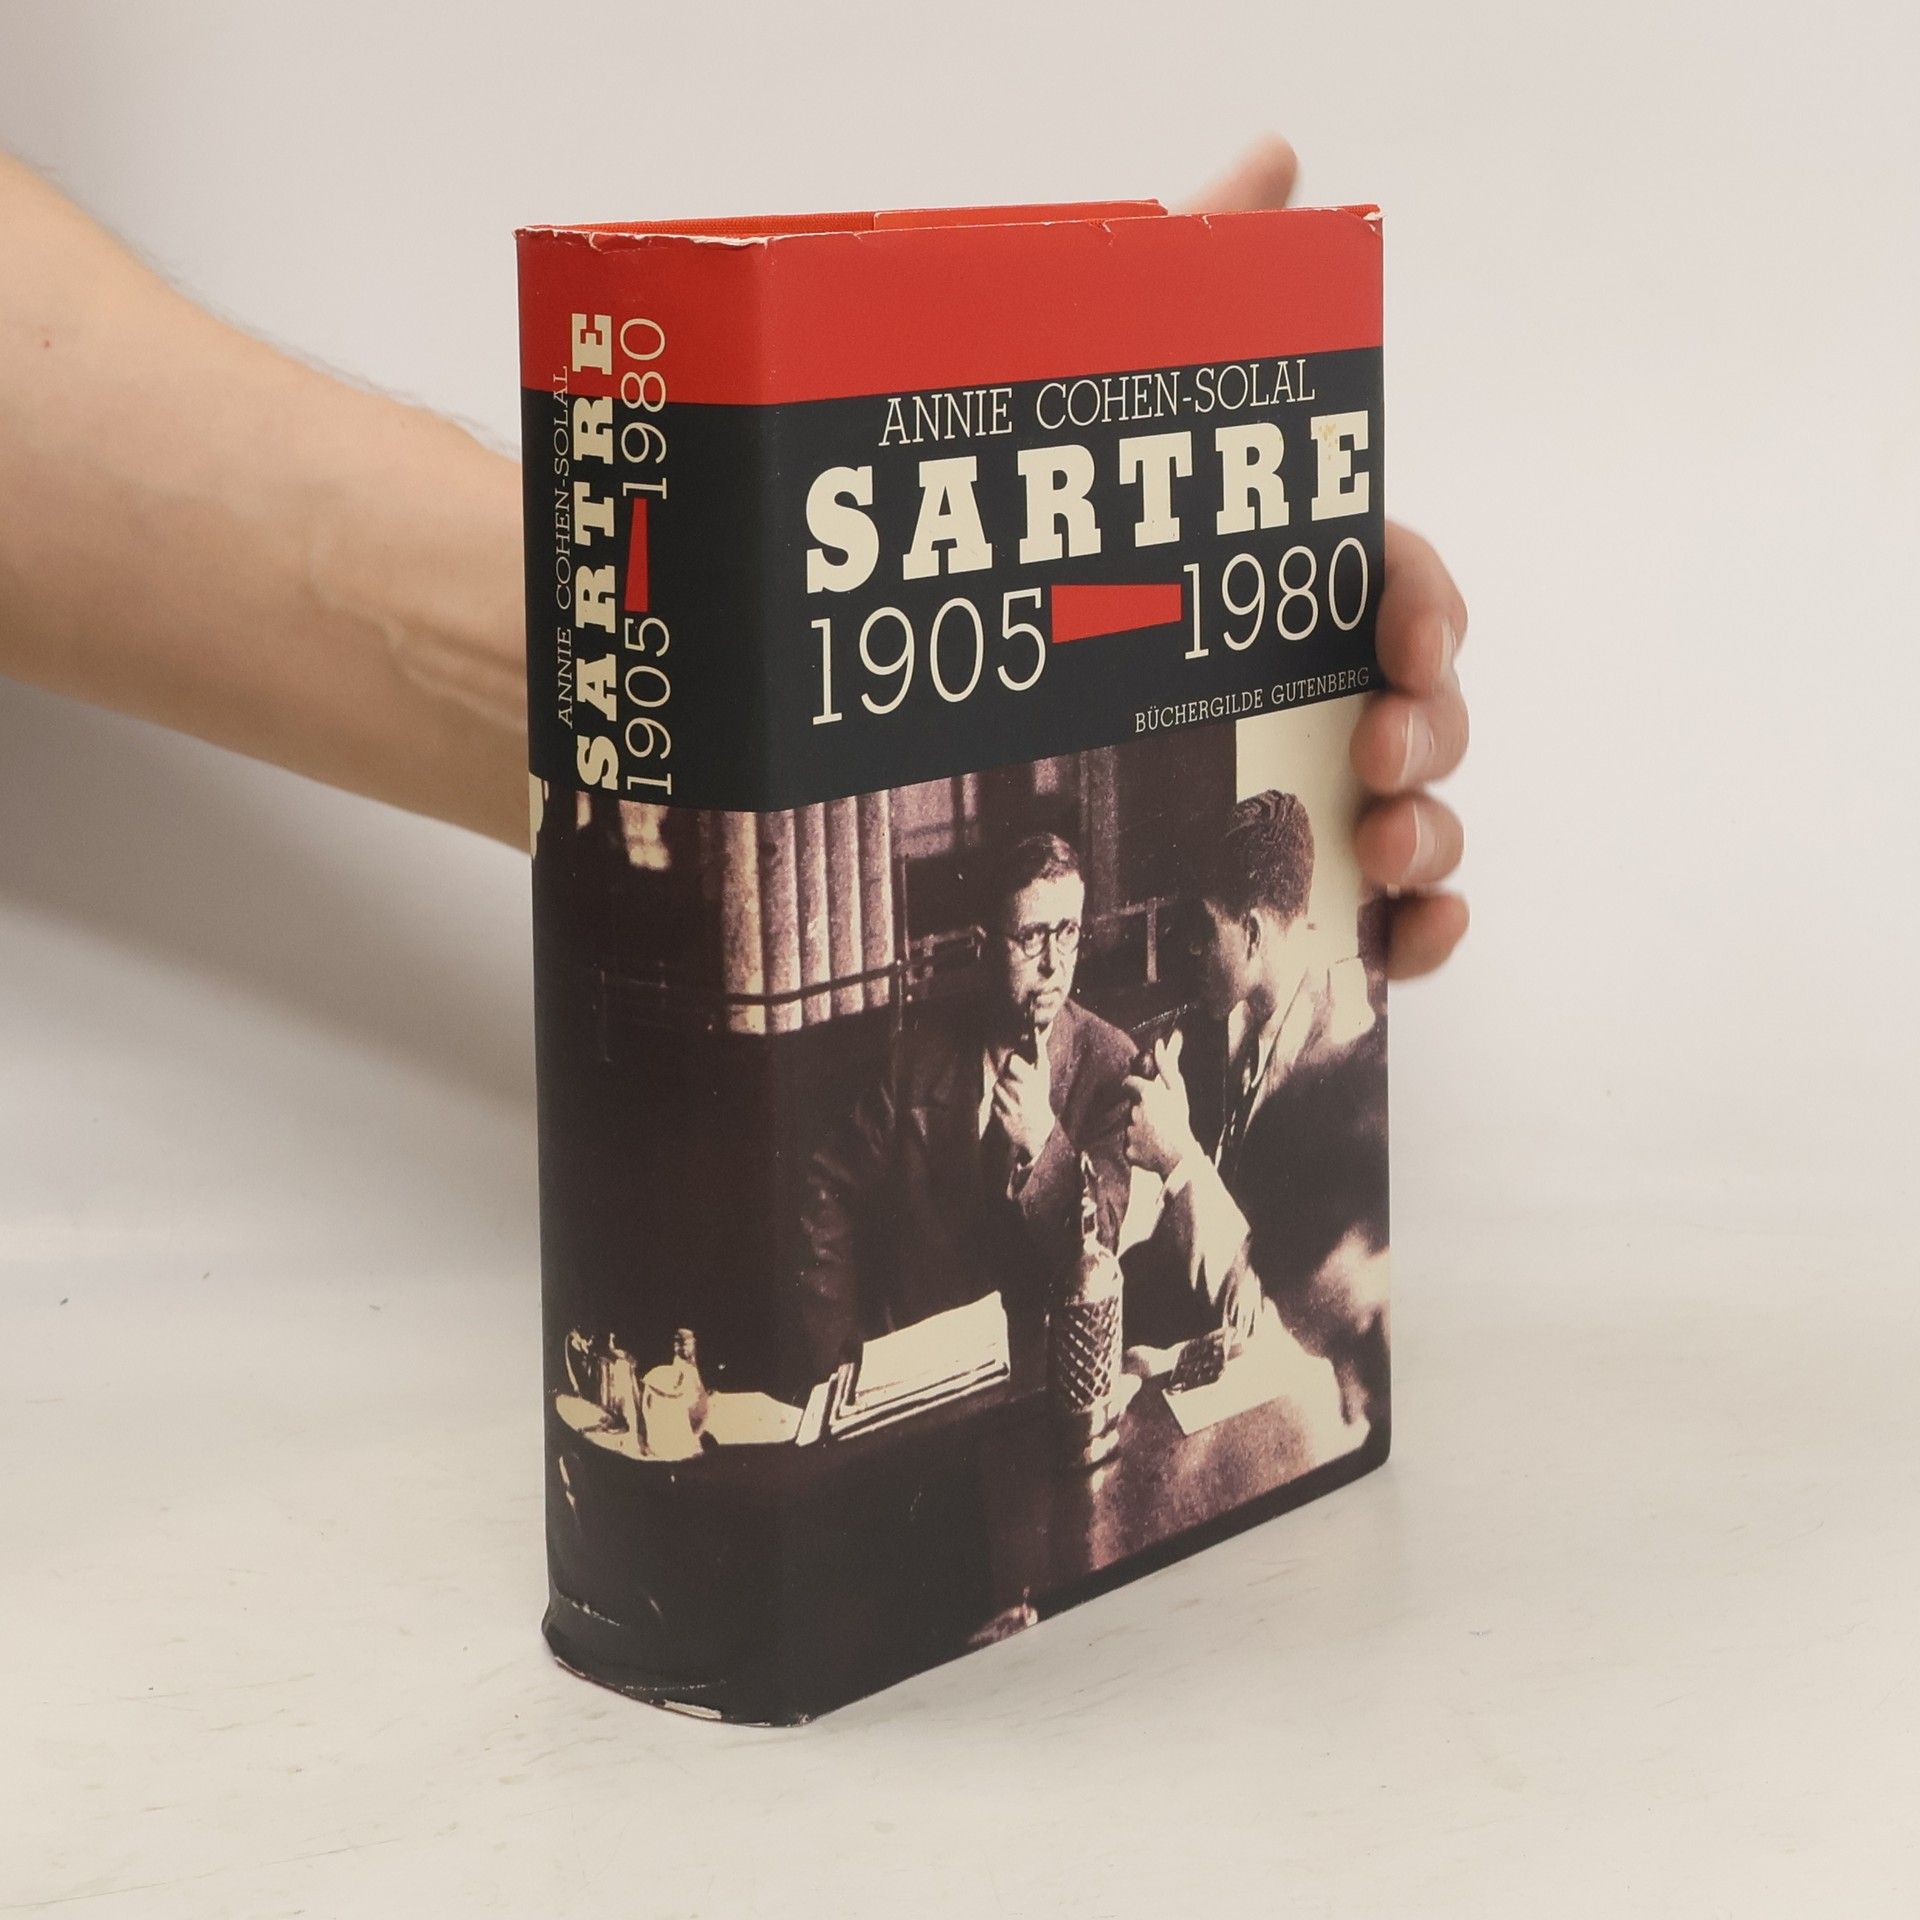 ANNIE COHEN-SOLAL
SARTRE
1905-1980
ANNIE COHEN-SOLAL
SARTRE
1905-1980
BÜCHERGILDE GUTENBERG